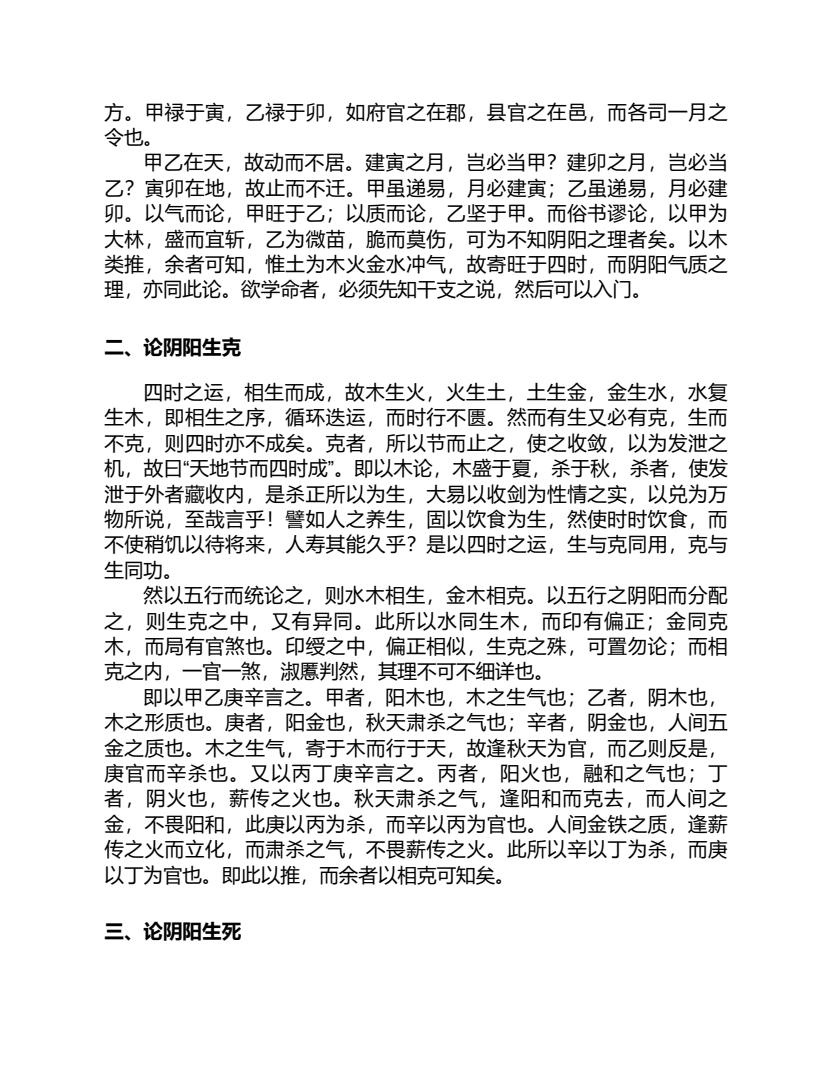 方。甲禄于寅，乙禄于卯，如府官之在郡，县官之在邑，而各司一月之
令也。
甲乙在天，故动而不居。建寅之月，岂必当甲？建卯之月，岂必当
乙？寅卯在地，故止而不迁。甲虽递易，月必建寅；乙虽递易，月必建
卯。以气而论，甲旺于乙；以质而论，乙坚于甲。而俗书谬论，以甲为
大林，盛而宜斩，乙为微苗，脆而莫伤，可为不知阴阳之理者矣。以木
类推，余者可知，惟土为木火金水冲气，故寄旺于四时，而阴阳气质之
理，亦同此论。欲学命者，必须先知干支之说，然后可以入门。
二、论阴阳生克
四时之运，相生而成，故木生火，火生土，土生金，金生水，水复
生木，即相生之序，循环迭运，而时行不匮。然而有生又必有克，生而
不克，则四时亦不成矣。克者，所以节而止之，使之收敛，以为发泄之
机，故曰“天地节而四时成”。即以木论，木盛于夏，杀于秋，杀者，使发
泄于外者藏收内，是杀正所以为生，大易以收剑为性情之实，以兑为万
物所说，至哉言乎！譬如人之养生，固以饮食为生，然使时时饮食，而
不使稍饥以待将来，人寿其能久乎？是以四时之运，生与克同用，克与
生同功。
然以五行而统论之，则水木相生，金木相克。以五行之阴阳而分配
之，则生克之中，又有异同。此所以水同生木，而印有偏正；金同克
木，而局有官煞也。印绶之中，偏正相似，生克之殊，可置勿论；而相
克之内，一官一煞，淑慝判然，其理不可不细详也。
即以甲乙庚辛言之。甲者，阳木也，木之生气也；乙者，阴木也，
木之形质也。庚者，阳金也，秋天肃杀之气也；辛者，阴金也，人间五
金之质也。木之生气，寄于木而行于天，故逢秋天为官，而乙则反是，
庚官而辛杀也。又以丙丁庚辛言之。丙者，阳火也，融和之气也；丁
者，阴火也，薪传之火也。秋天肃杀之气，逢阳和而克去，而人间之
金，不畏阳和，此庚以丙为杀，而辛以丙为官也。人间金铁之质，逢薪
传之火而立化，而肃杀之气，不畏薪传之火。此所以辛以丁为杀，而庚
以丁为官也。即此以推，而余者以相克可知矣。
三、论阴阳生死